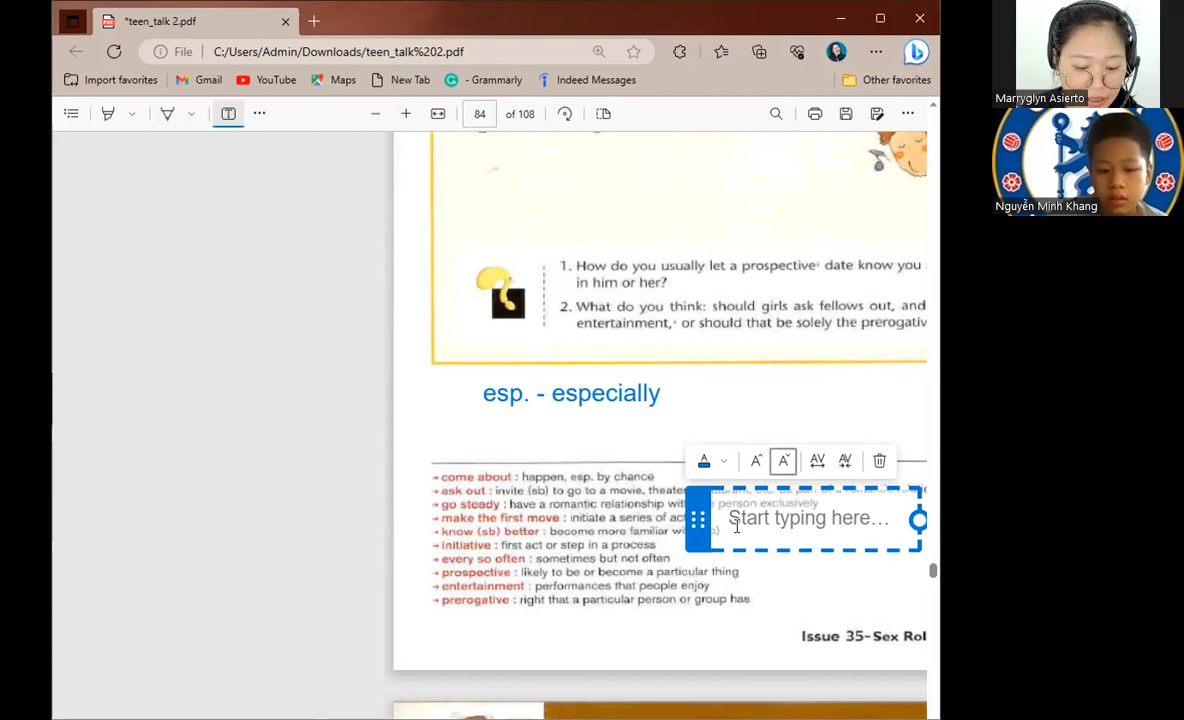 *teen_talk 2.pdf
File C:/Users/Admin/Downloads/teen_talk%202.pdf
Import favorites Gmail YouTube Maps New Tab - Grammarly Indeed Messages Other favorites
84 of 108
1. How do you usually let a prospective date know you
in him or her?
2. What do you think: should girls ask fellows out, and
entertainment, or should that be solely the prerogativ
esp. - especially
come about : happen, esp. by chance
ask out : invite (sb) to go to a movie, theater
go steady : have a romantic relationship with person exclusively
make the first move : initiate a series of
know (sb) better : become more familiar
Start typing here...
initiative : first act or step in a process
every so often : sometimes but not often
prospective : likely to be or become a particular thing
entertainment : performances that people enjoy
prerogative : right that a particular person or group has
Issue 35-Sex Rol
Marryglyn Asierto
Nguyễn Minh Khang